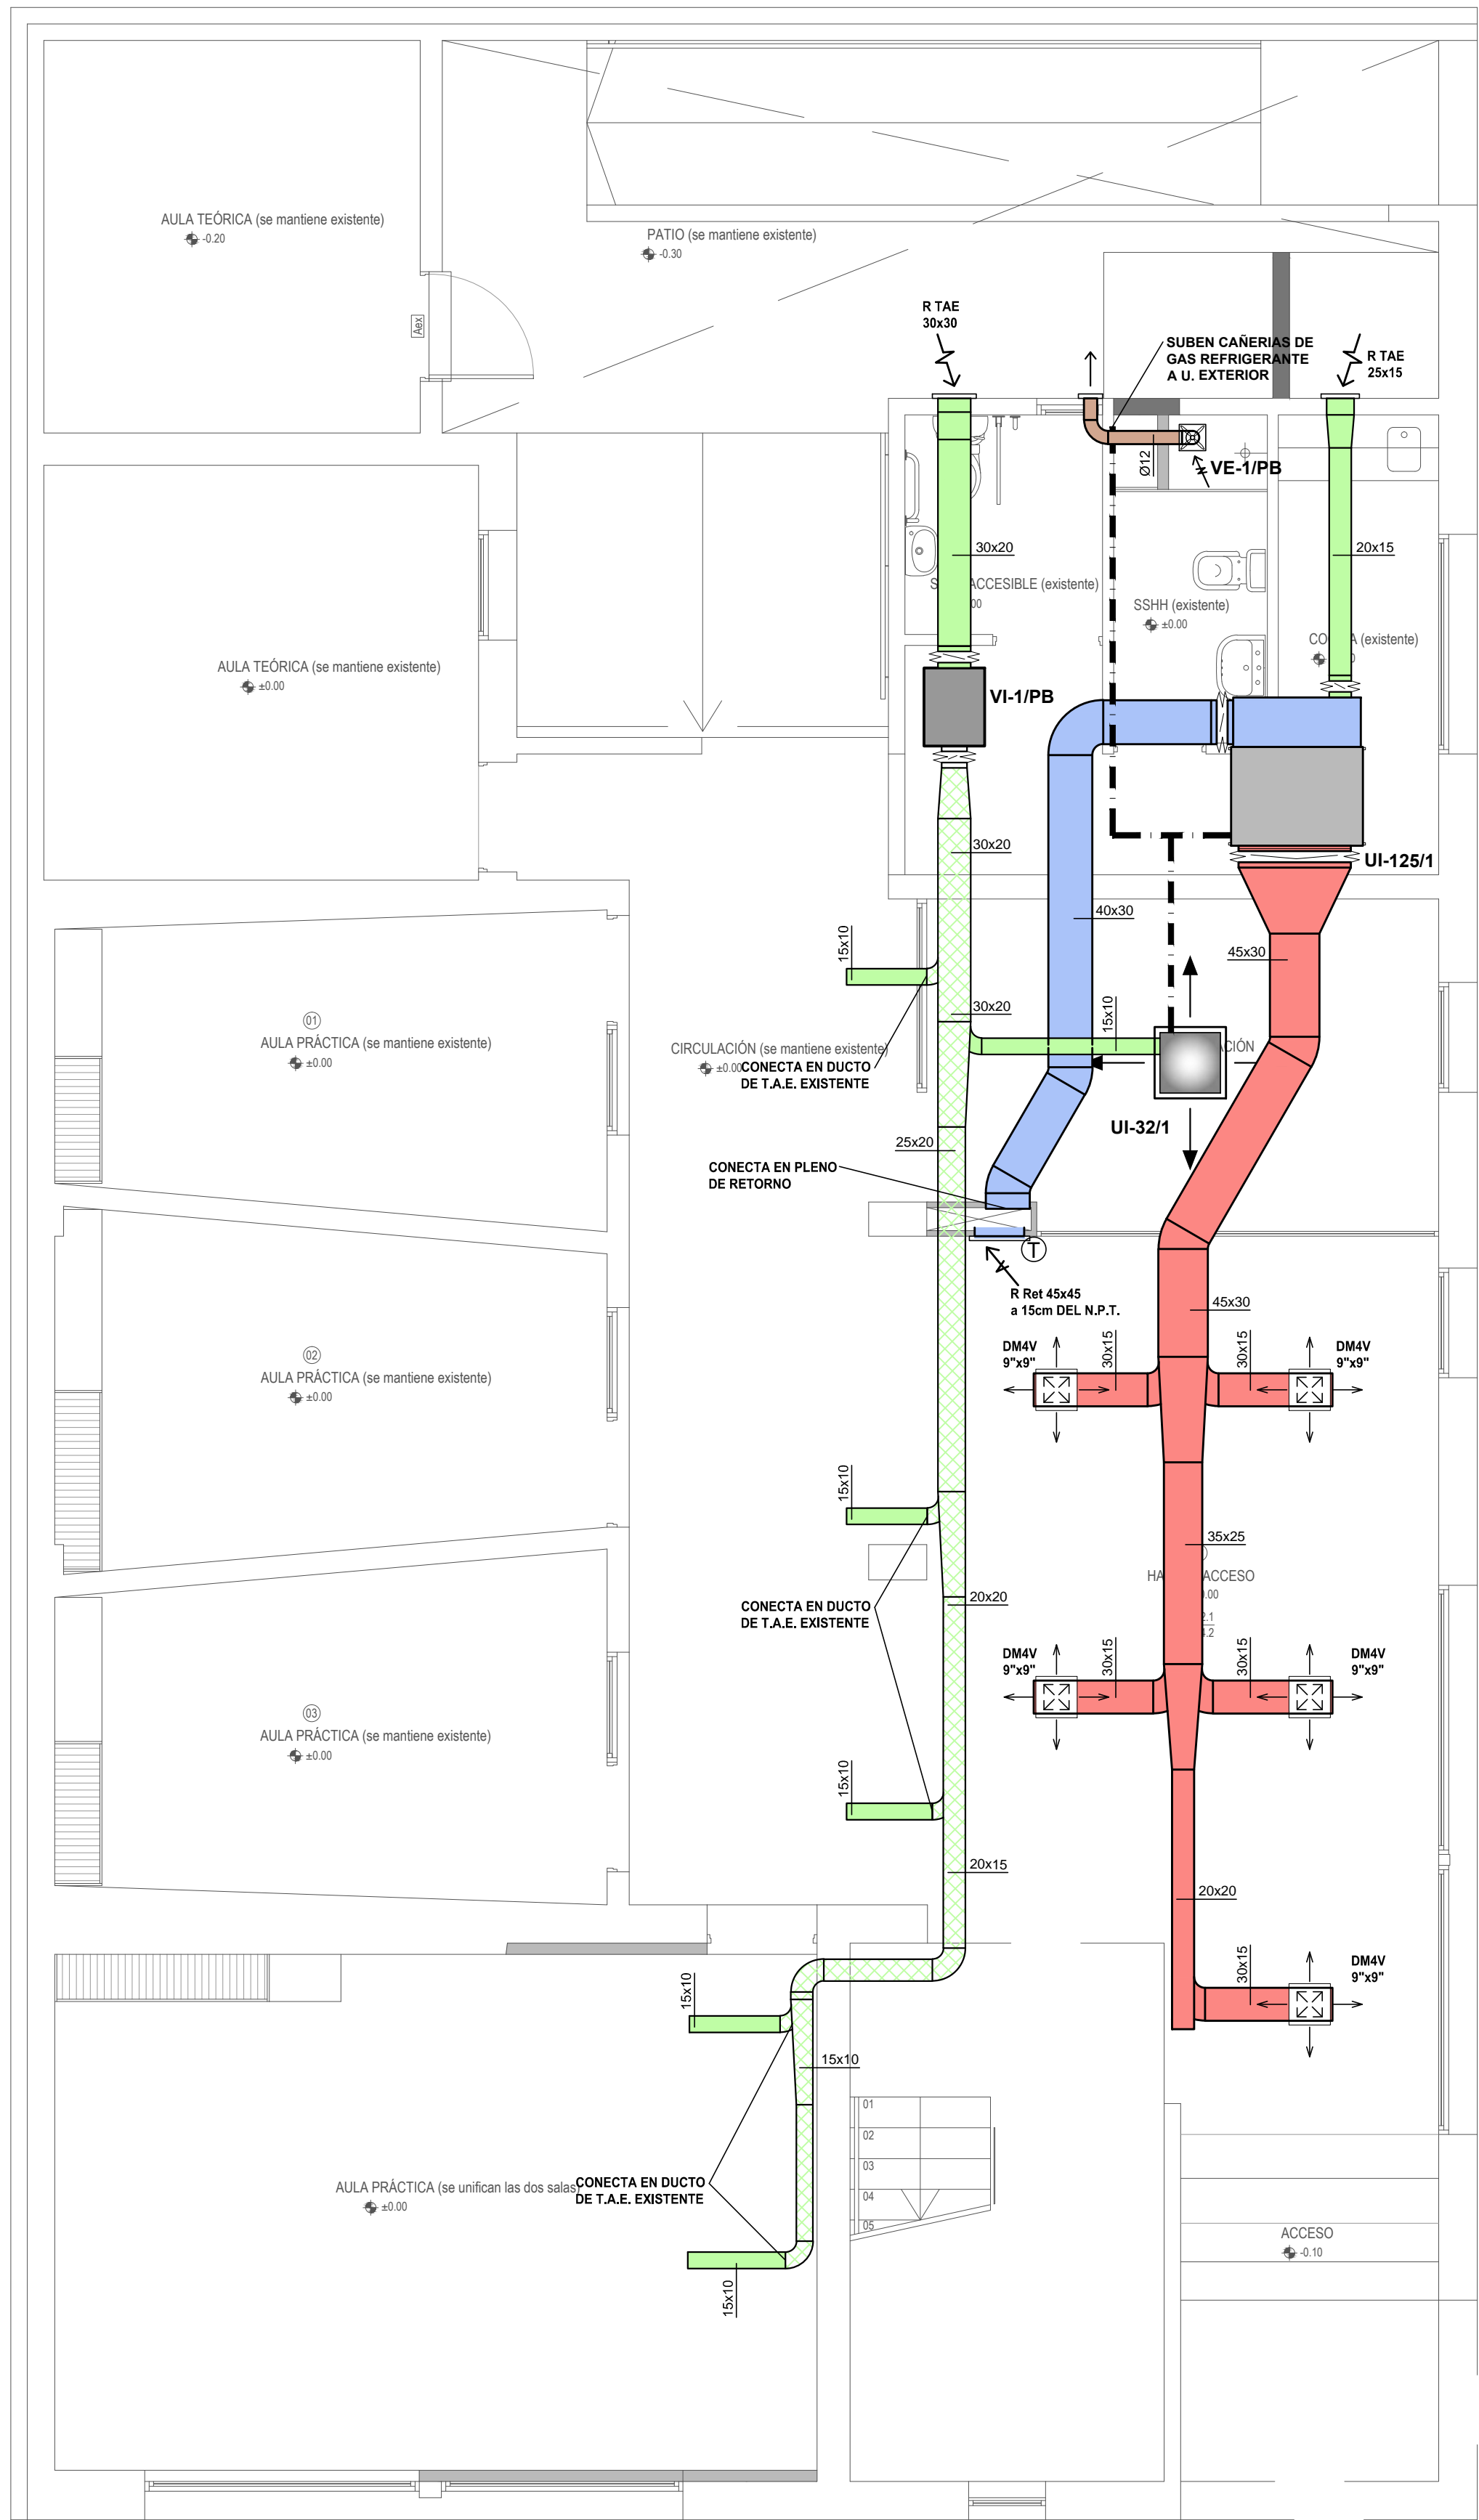 AULA TEÓRICA (se mantiene existente)
-0.20
PATIO (se mantiene existente)
-0.30
Aex
R TAE
30x30
SUBEN CAÑERIAS DE
GAS REFRIGERANTE
A U. EXTERIOR
R TAE
25x15
Ø12
VE-1/PB
30x20
20x15
ACCESIBLE (existente)
SSHH (existente)
±0.00
(existente)
AULA TEÓRICA (se mantiene existente)
±0.00
VI-1/PB
UI-125/1
30x20
40x30
45x30
15x10
30x20
15x10
01
AULA PRÁCTICA (se mantiene existente)
±0.00
CIRCULACIÓN (se mantiene existente)
±0.00
CONECTA EN DUCTO
DE T.A.E. EXISTENTE
UI-32/1
25x20
CONECTA EN PLENO
DE RETORNO
T
R Ret 45x45
a 15cm DEL N.P.T.
45x30
02
AULA PRÁCTICA (se mantiene existente)
±0.00
DM4V
9"x9"
30x15
30x15
DM4V
9"x9"
15x10
35x25
ACCESO
20x20
CONECTA EN DUCTO
DE T.A.E. EXISTENTE
DM4V
9"x9"
30x15
30x15
DM4V
9"x9"
03
AULA PRÁCTICA (se mantiene existente)
±0.00
15x10
20x15
20x20
15x10
30x15
DM4V
9"x9"
15x10
01
02
03
04
05
AULA PRÁCTICA (se unifican las dos salas)
±0.00
CONECTA EN DUCTO
DE T.A.E. EXISTENTE
15x10
ACCESO
-0.10